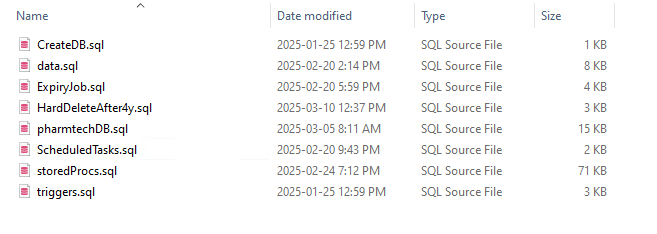 Name Date modified Type Size
CreateDB.sql 2025-01-25 12:59 PM SQL Source File 1 KB
data.sql 2025-02-20 2:14 PM SQL Source File 8 KB
ExpiryJob.sql 2025-02-20 5:59 PM SQL Source File 4 KB
HardDeleteAfter4y.sql 2025-03-10 12:37 PM SQL Source File 3 KB
pharmtechDB.sql 2025-03-05 8:11 AM SQL Source File 15 KB
ScheduledTasks.sql 2025-02-20 9:43 PM SQL Source File 2 KB
storedProcs.sql 2025-02-24 7:12 PM SQL Source File 71 KB
triggers.sql 2025-01-25 12:59 PM SQL Source File 3 KB